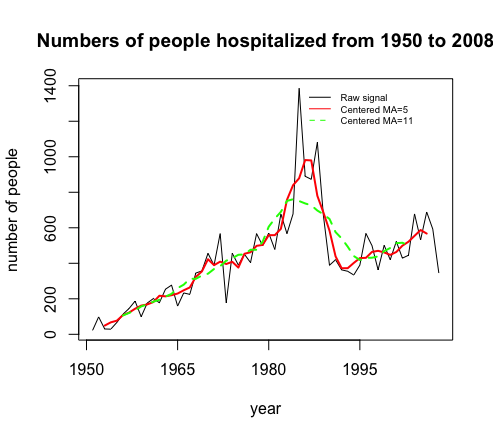 Numbers of people hospitalized from 1950 to 2008
Raw signal
Centered MA=5
Centered MA=11
number of people
1400
1000
600
200
0
1950 1965 1980 1995
year